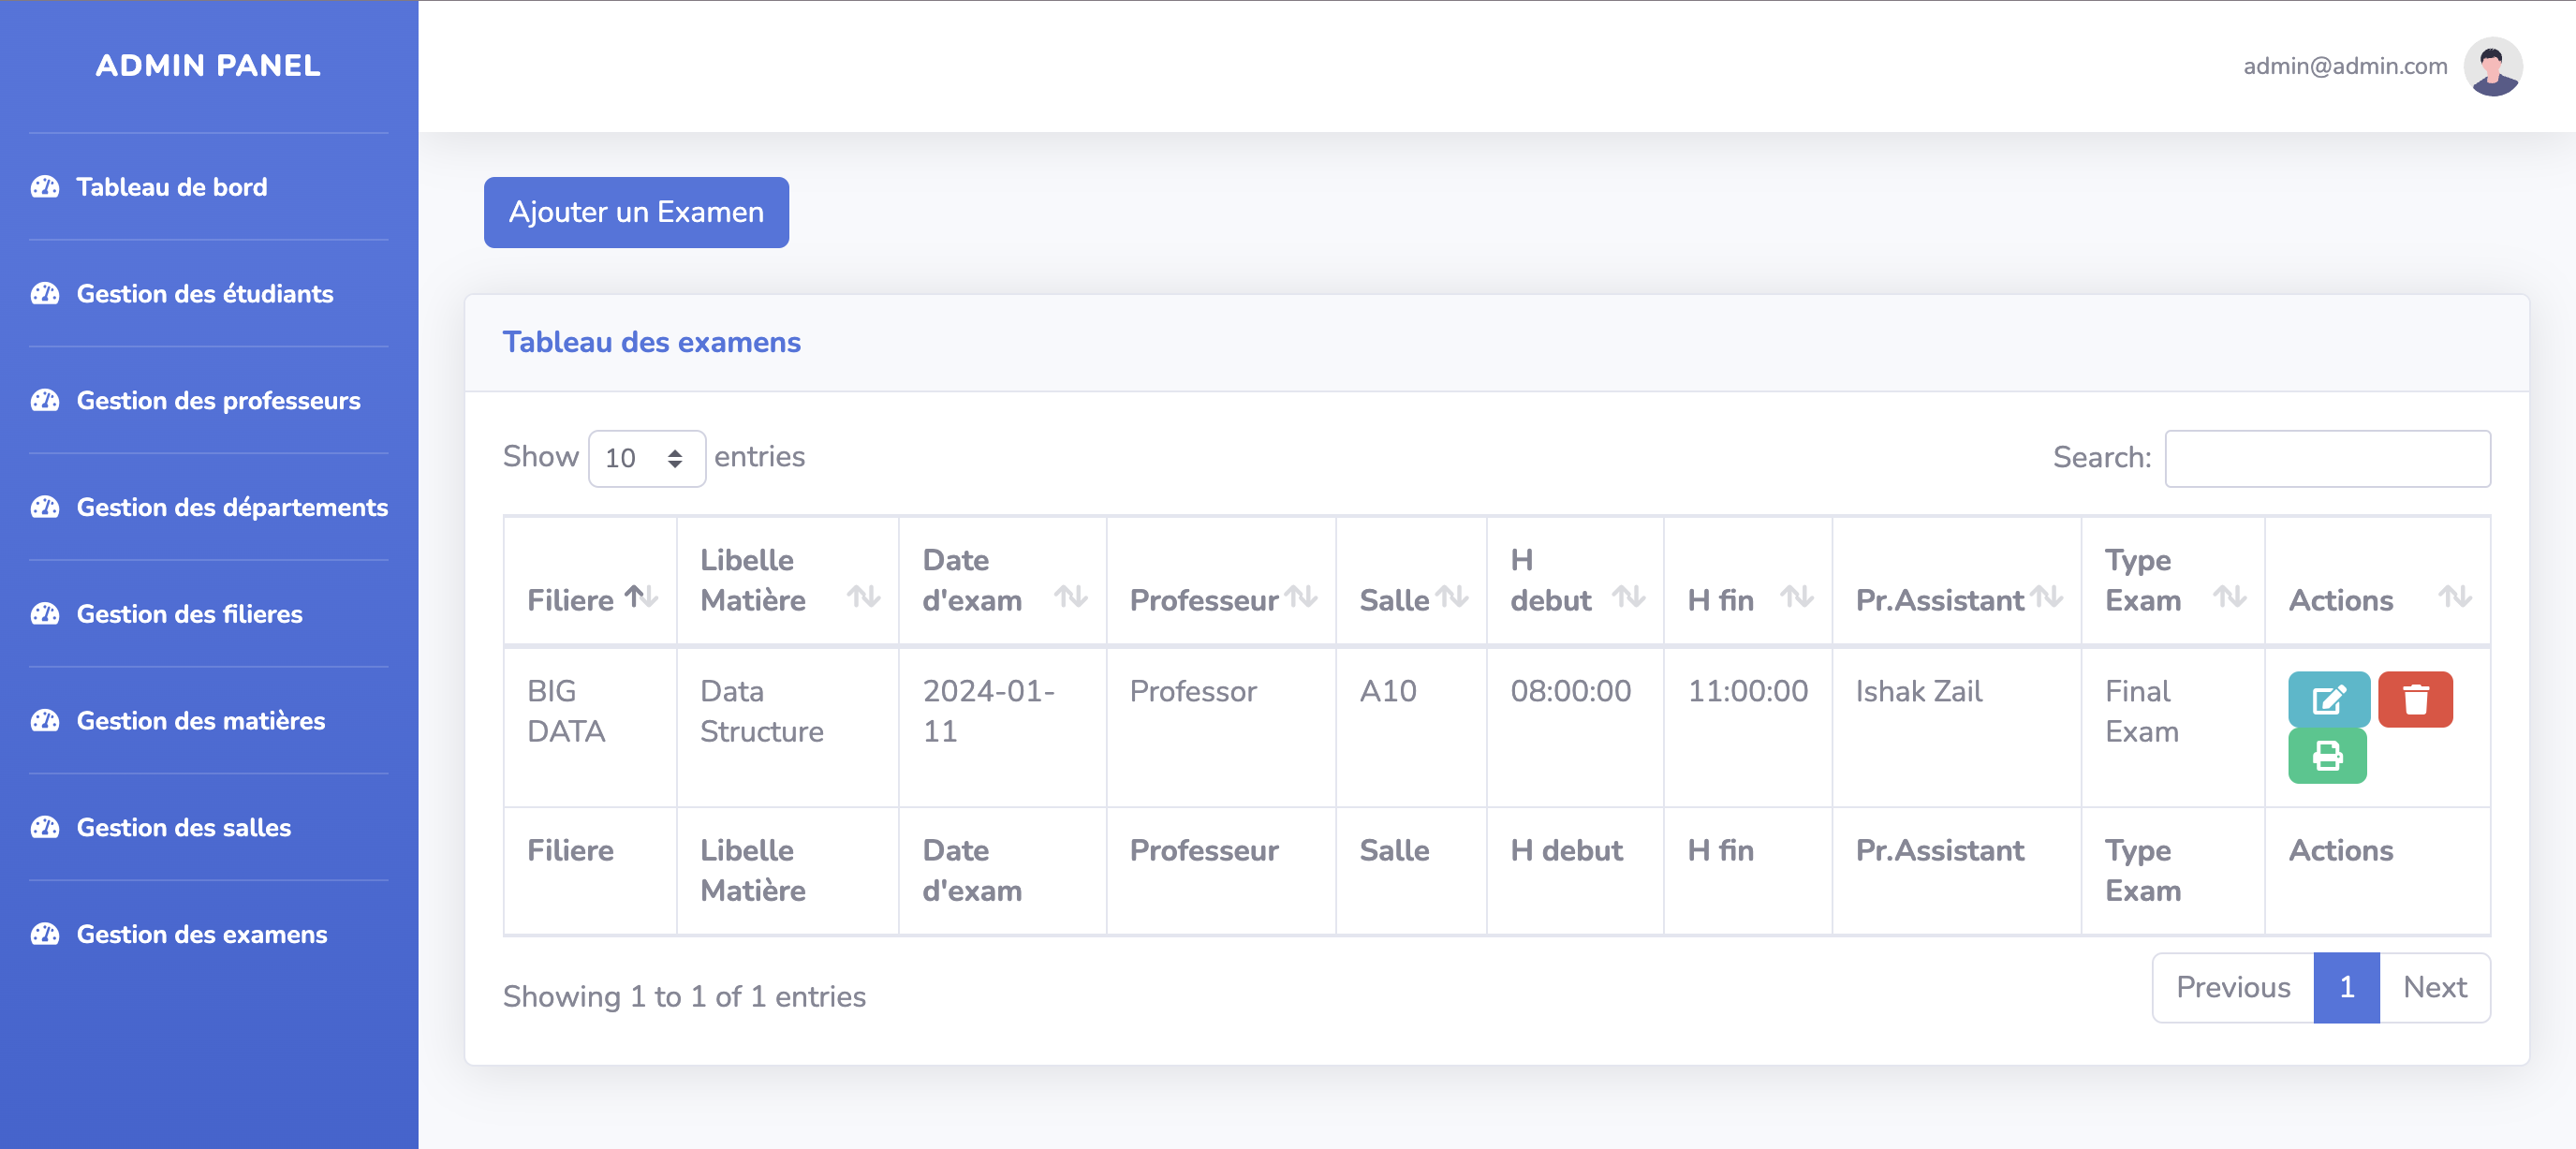 ADMIN PANEL
admin@admin.com
Tableau de bord
Gestion des étudiants
Gestion des professeurs
Gestion des départements
Gestion des filieres
Gestion des matières
Gestion des salles
Gestion des examens
Ajouter un Examen
Tableau des examens
Show 10 entries
Search:
Filiere
Libelle
Matière
Date
d'exam
Professeur
Salle
H
debut
H fin
Pr.Assistant
Type
Exam
Actions
BIG
DATA
Data
Structure
2024-01-
11
Professor
A10
08:00:00
11:00:00
Ishak Zail
Final
Exam
Filiere
Libelle
Matière
Date
d'exam
Professeur
Salle
H debut
H fin
Pr.Assistant
Type
Exam
Actions
Showing 1 to 1 of 1 entries
Previous 1 Next